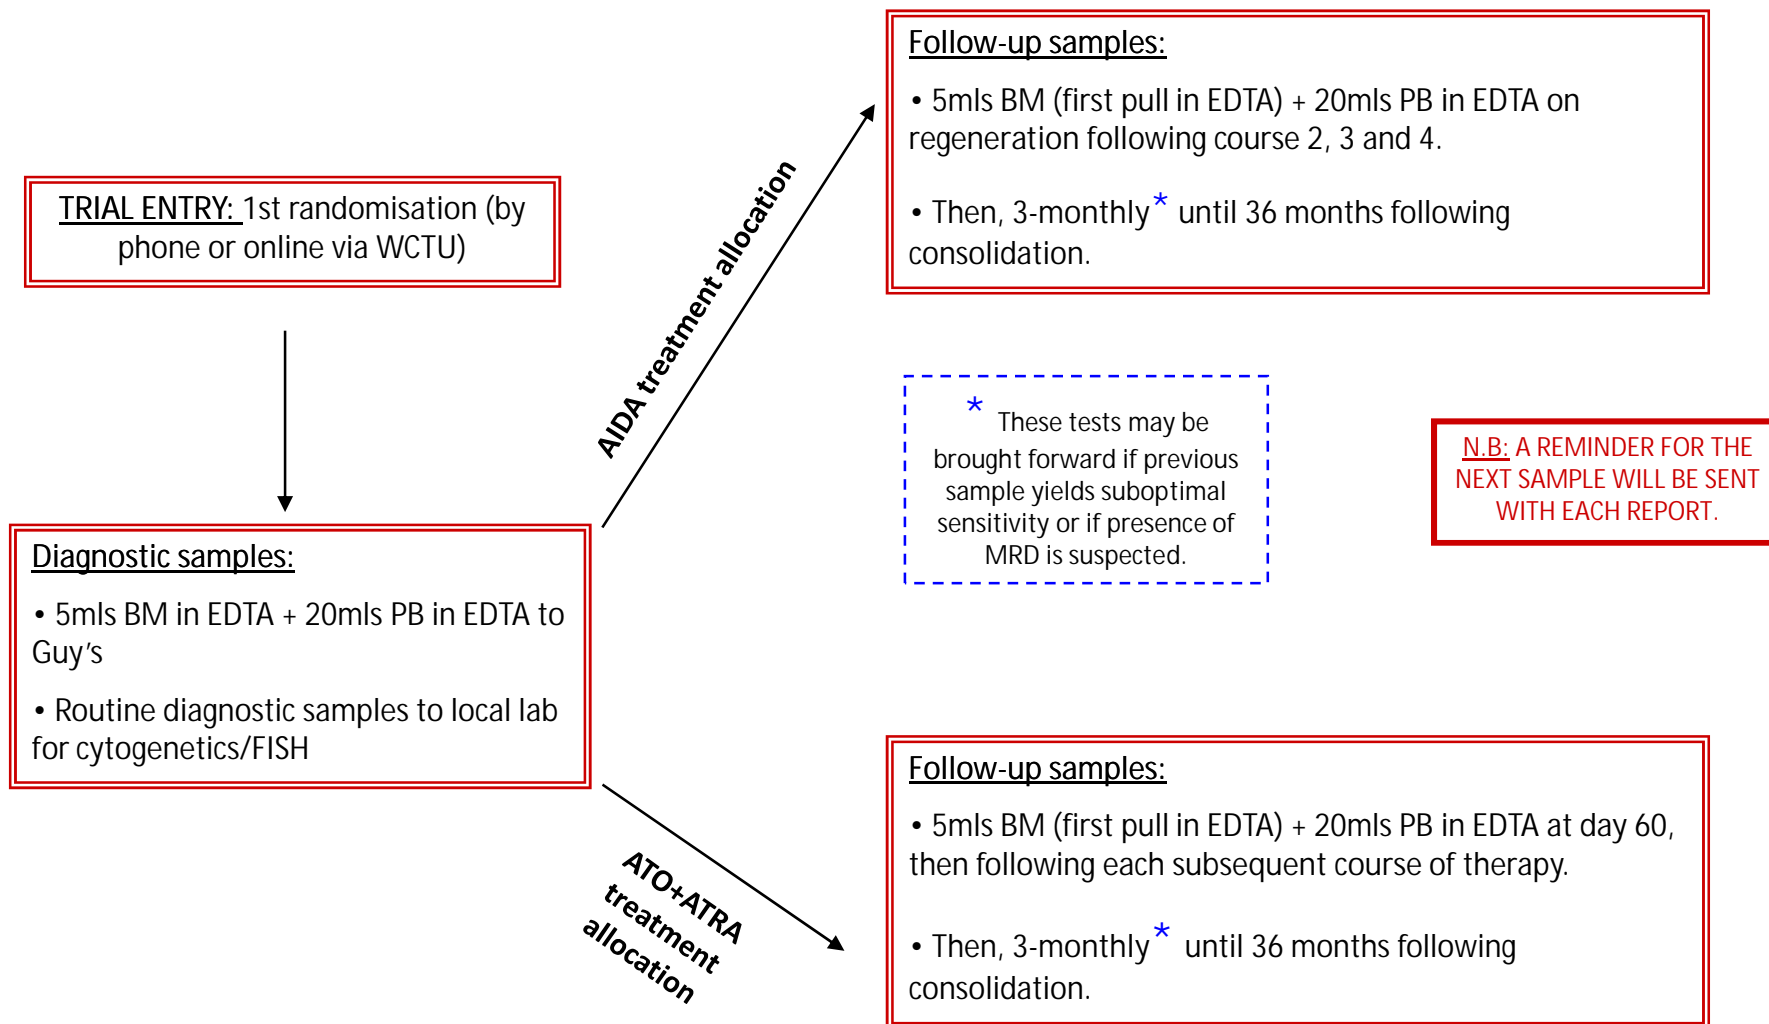 TRIAL ENTRY: 1st randomisation (by
phone or online via WCTU)
Diagnostic samples:
• 5mls BM in EDTA + 20mls PB in EDTA to
Guy's
• Routine diagnostic samples to local lab
for cytogenetics/FISH
AIDA treatment allocation
Follow-up samples:
• 5mls BM (first pull in EDTA) + 20mls PB in EDTA on
regeneration following course 2, 3 and 4.
• Then, 3-monthly* until 36 months following
consolidation.
* These tests may be
brought forward if previous
sample yields suboptimal
sensitivity or if presence of
MRD is suspected.
N.B: A REMINDER FOR THE
NEXT SAMPLE WILL BE SENT
WITH EACH REPORT.
ATO+ATRA
treatment
allocation
Follow-up samples:
• 5mls BM (first pull in EDTA) + 20mls PB in EDTA at day 60,
then following each subsequent course of therapy.
• Then, 3-monthly* until 36 months following
consolidation.